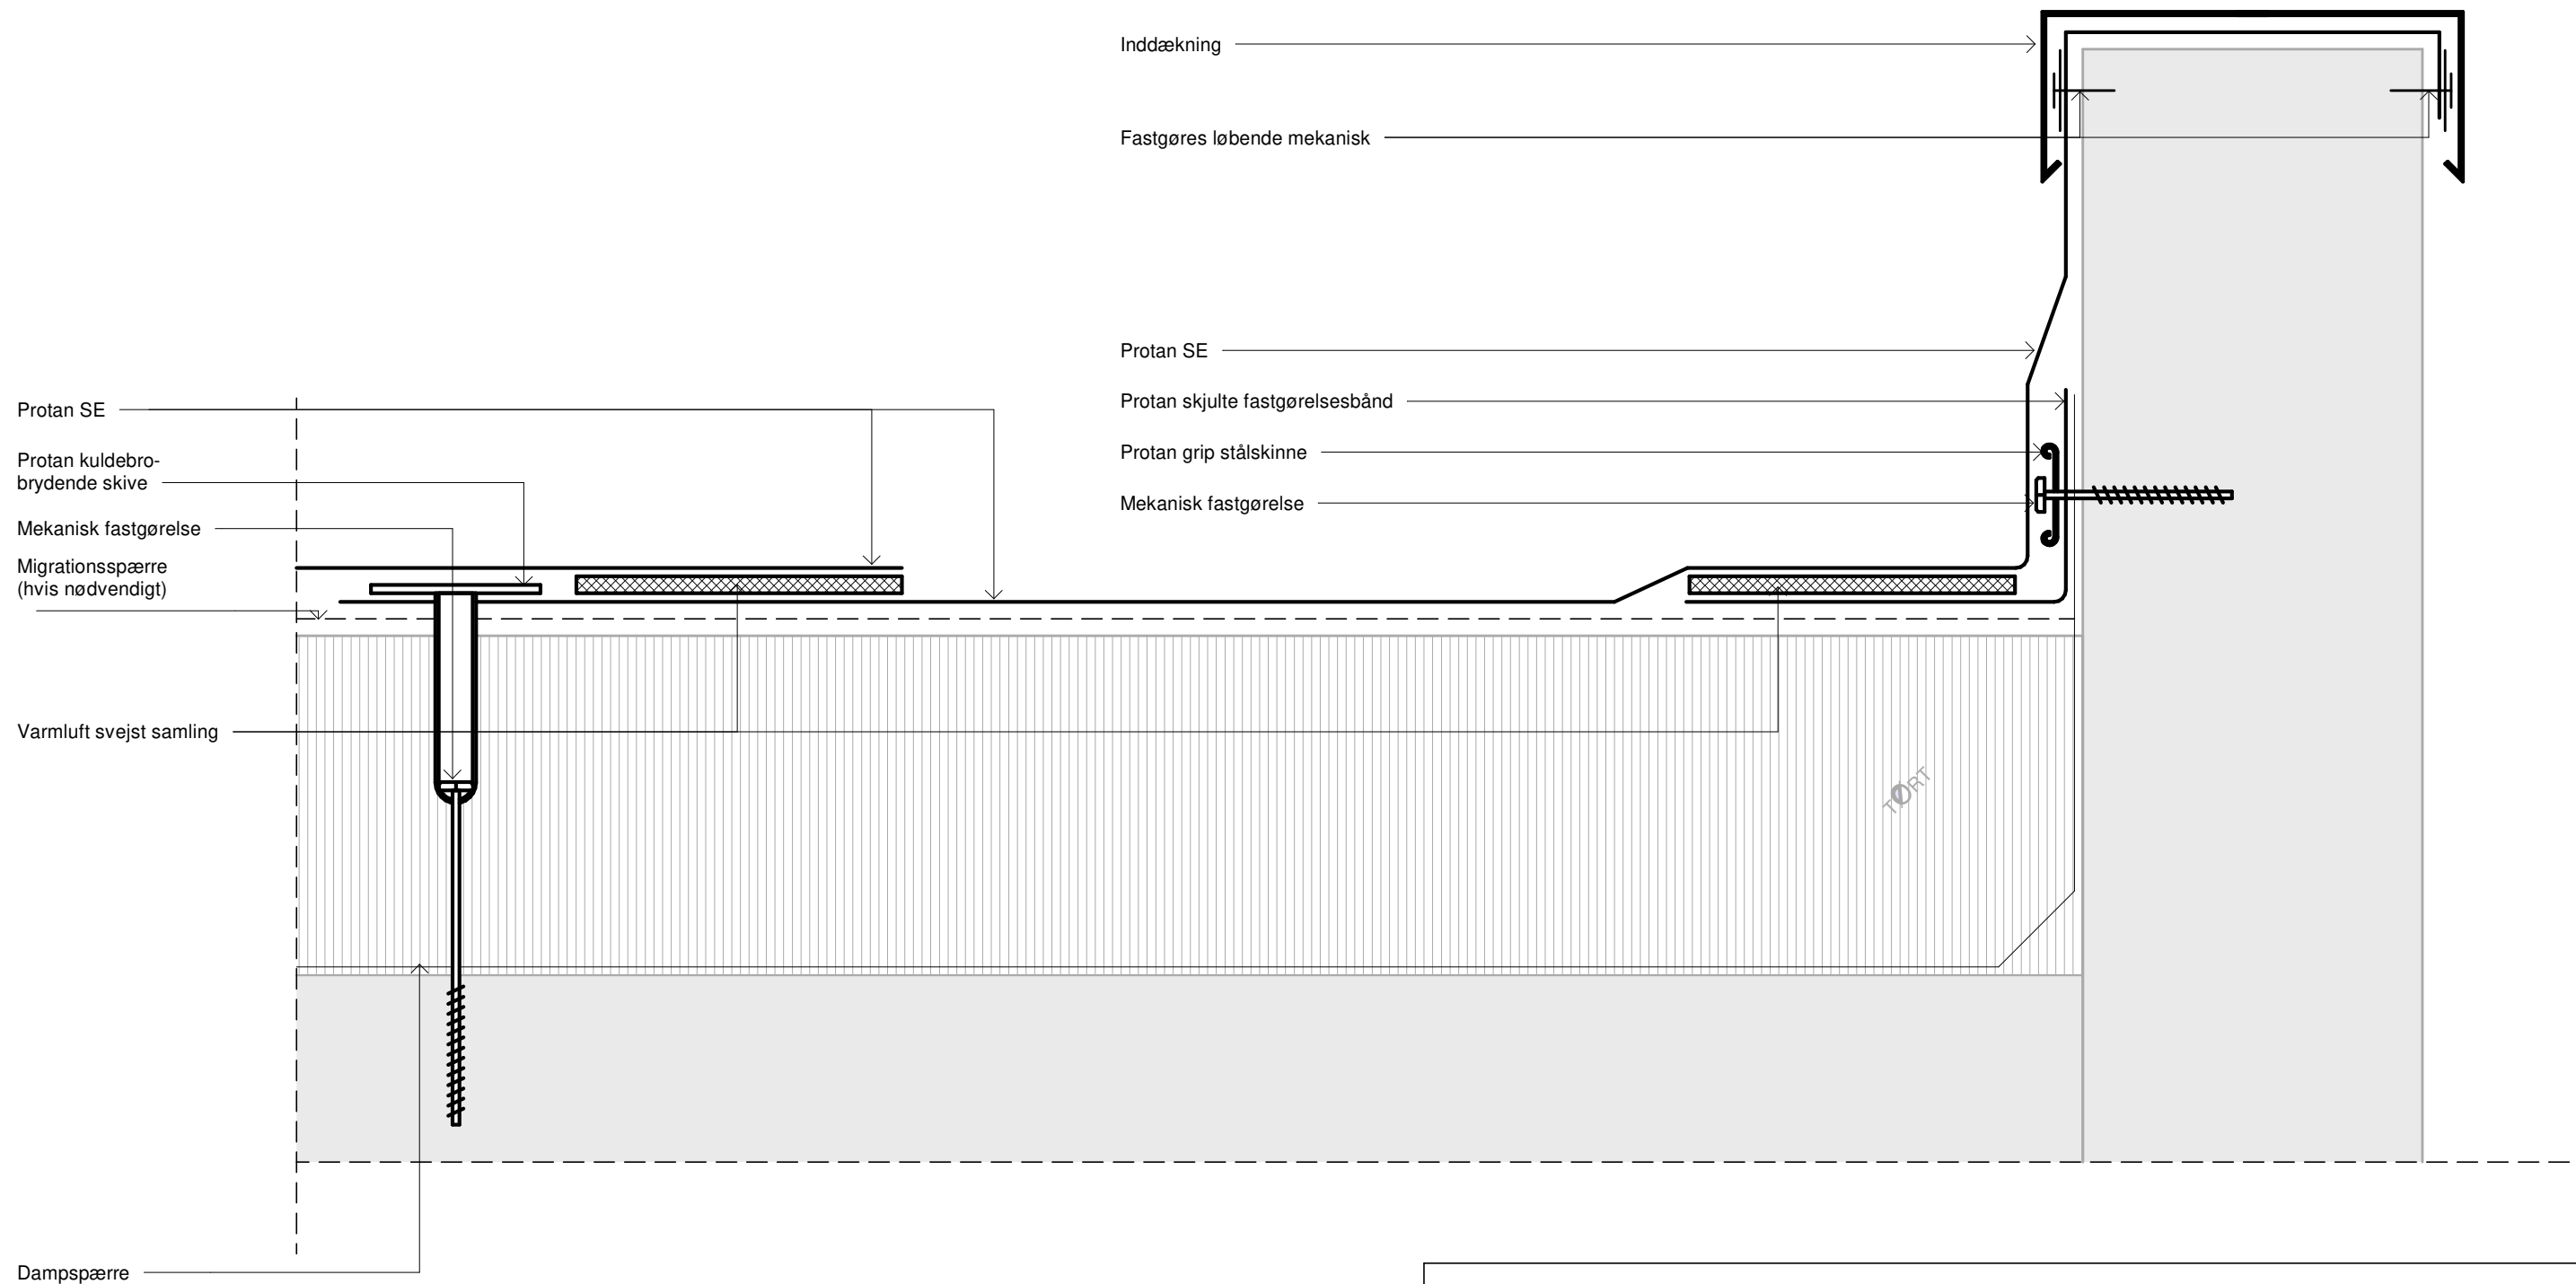 Inddækning
Fastgøres løbende mekanisk
Protan SE
Protan skjulte fastgørelsesbånd
Protan grip stålskinne
Mekanisk fastgørelse
Protan SE
Protan kuldebro-
brydende skive
Mekanisk fastgørelse
Migrationsspærre
(hvis nødvendigt)
Varmluft svejst samling
TØRT
Dampspærre